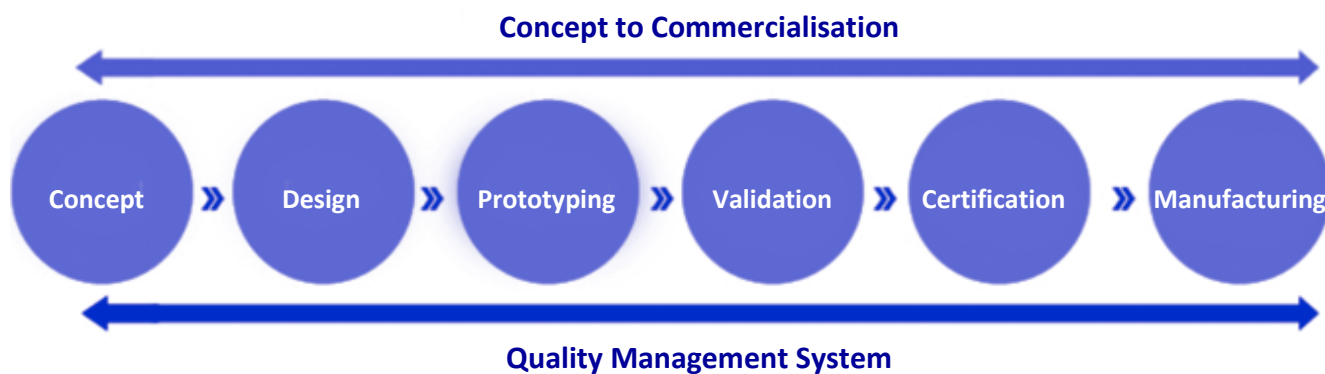 Concept to Commercialisation
Concept
Design
Prototyping
Validation
Certification
Manufacturing
Quality Management System